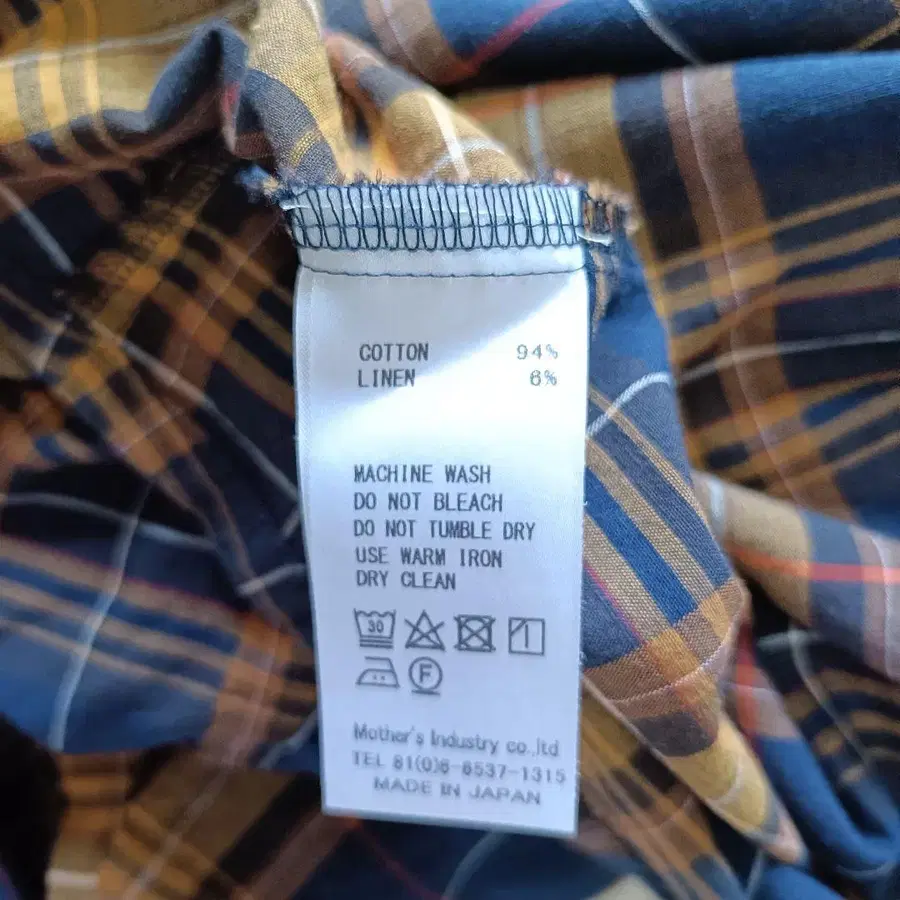 COTTON 94%
LINEN 6%
MACHINE WASH
DO NOT BLEACH
DO NOT TUMBLE DRY
USE WARM IRON
DRY CLEAN
30
F
Mother's Industry co.,ltd
TEL 81(0)6-6537-1315
MADE IN JAPAN